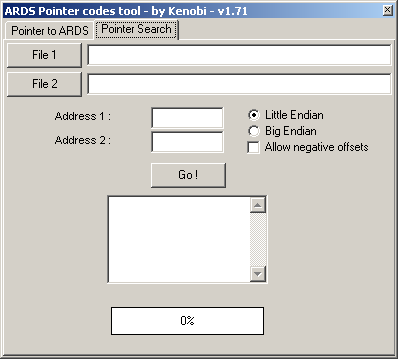 ARDS Pointer codes tool - by Kenobi - v1.71
Pointer to ARDS Pointer Search
File 1
File 2
Address 1 : Little Endian
Address 2 : Big Endian
Allow negative offsets
Go !
0%